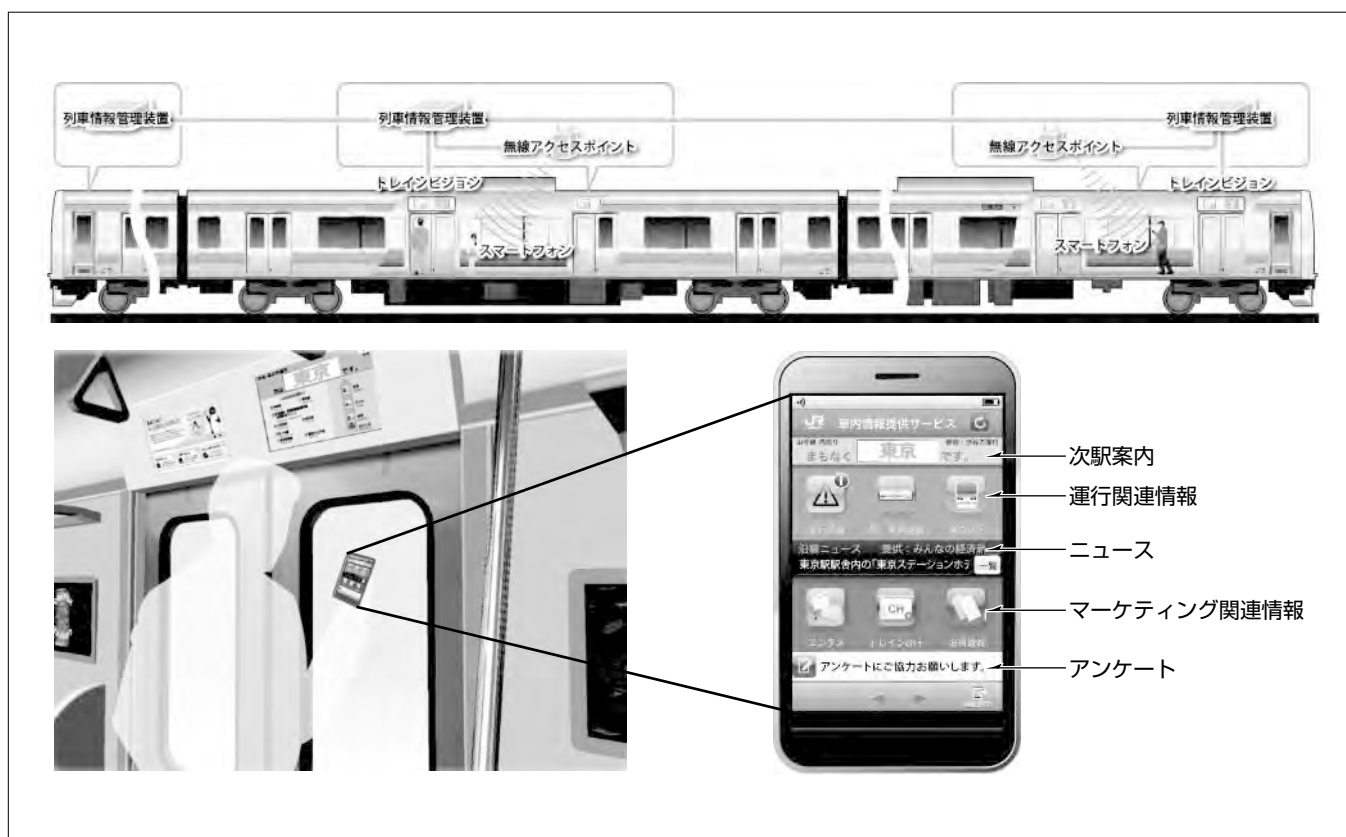 列車情報管理装置
列車情報管理装置
列車情報管理装置
無線アクセスポイント
無線アクセスポイント
トレインビジョン
トレインビジョン
スマートフォン
スマートフォン
東京
です。
車内情報提供サービス
まもなく 東京 です。
次駅案内
運行関連情報
沿線ニュース 提供：みんなの経済新
ニュース
東京駅駅舎内の「東京ステーションホテ 一覧
CH
マーケティング関連情報
エンタメ
アンケートにご協力お願いします。
アンケート